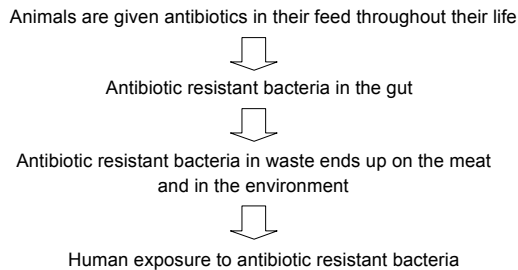 Animals are given antibiotics in their feed throughout their life
Antibiotic resistant bacteria in the gut
Antibiotic resistant bacteria in waste ends up on the meat
and in the environment
Human exposure to antibiotic resistant bacteria